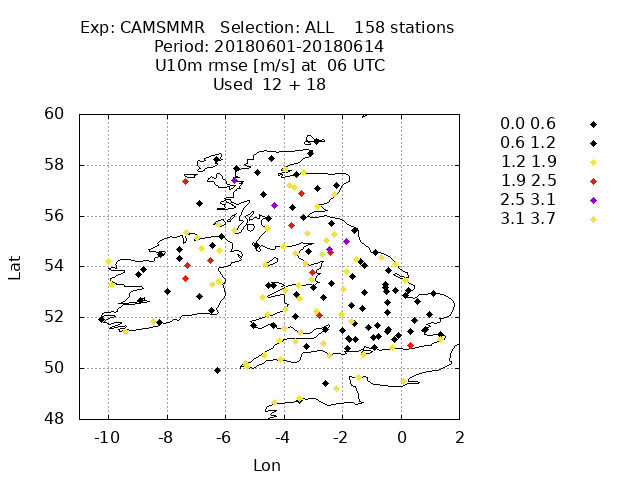 Exp: CAMSMMR Selection: ALL 158 stations
Period: 20180601-20180614
U10m rmse [m/s] at 06 UTC
Used 12 + 18
60
58
56
54
52
50
48
Lat
-10 -8 -6 -4 -2 0 2
Lon
0.0 0.6
0.6 1.2
1.2 1.9
1.9 2.5
2.5 3.1
3.1 3.7